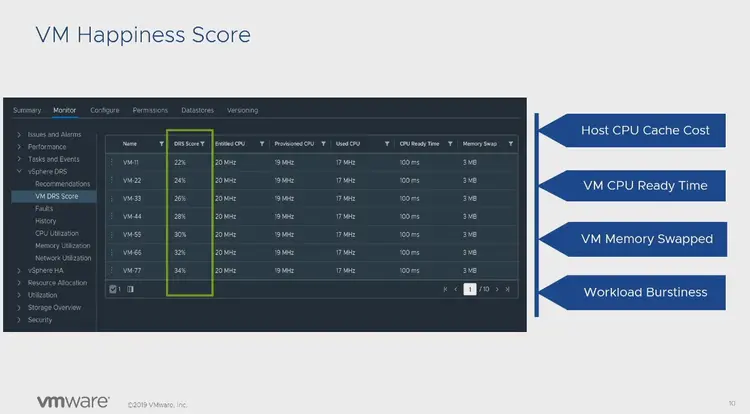 VM Happiness Score
Summary Monitor Configure Permissions Datastores Versioning
Issues and Alarms
Performance
Tasks and Events
vSphere DRS
Recommendations
VM DRS Score
Faults
History
CPU Utilization
Memory Utilization
Network Utilization
vSphere HA
Resource Allocation
Utilization
Storage Overview
Security
Name DRS Score Entitled CPU Provisioned CPU Used CPU CPU Ready Time Memory Swap
VM-11 22% 20 MHz 19 MHz 17 MHz 100 ms 3 MB
VM-22 24% 20 MHz 19 MHz 17 MHz 100 ms 3 MB
VM-33 26% 20 MHz 19 MHz 17 MHz 100 ms 3 MB
VM-44 28% 20 MHz 19 MHz 17 MHz 100 ms 3 MB
VM-55 30% 20 MHz 19 MHz 17 MHz 100 ms 3 MB
VM-66 32% 20 MHz 19 MHz 17 MHz 100 ms 3 MB
VM-77 34% 20 MHz 19 MHz 17 MHz 100 ms 3 MB
1 1 / 10
Host CPU Cache Cost
VM CPU Ready Time
VM Memory Swapped
Workload Burstiness
vmware® ©2019 VMware, Inc. 10